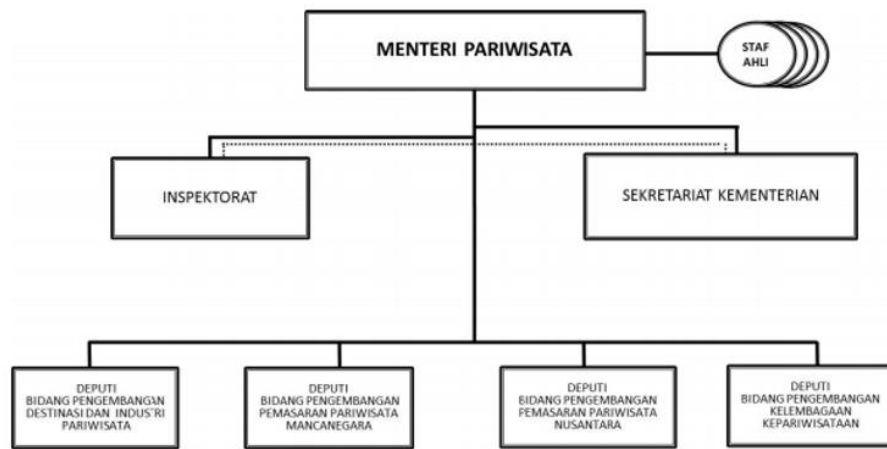 MENTERI PARIWISATA
STAF
AHLI
INSPEKTORAT
SEKRETARIAT KEMENTERIAN
DEPUTI
BIDANG PENGEMBANGAN
DESTINASI DAN INDUSTRI
PARIWISATA
DEPUTI
BIDANG PENGEMBANGAN
PEMASARAN PARIWISATA
MANCANEGARA
DEPUTI
BIDANG PENGEMBANGAN
PEMASARAN PARIWISATA
NUSANTARA
DEPUTI
BIDANG PENGEMBANGAN
KELEMBAGAAN
KEPARIWISATAAN